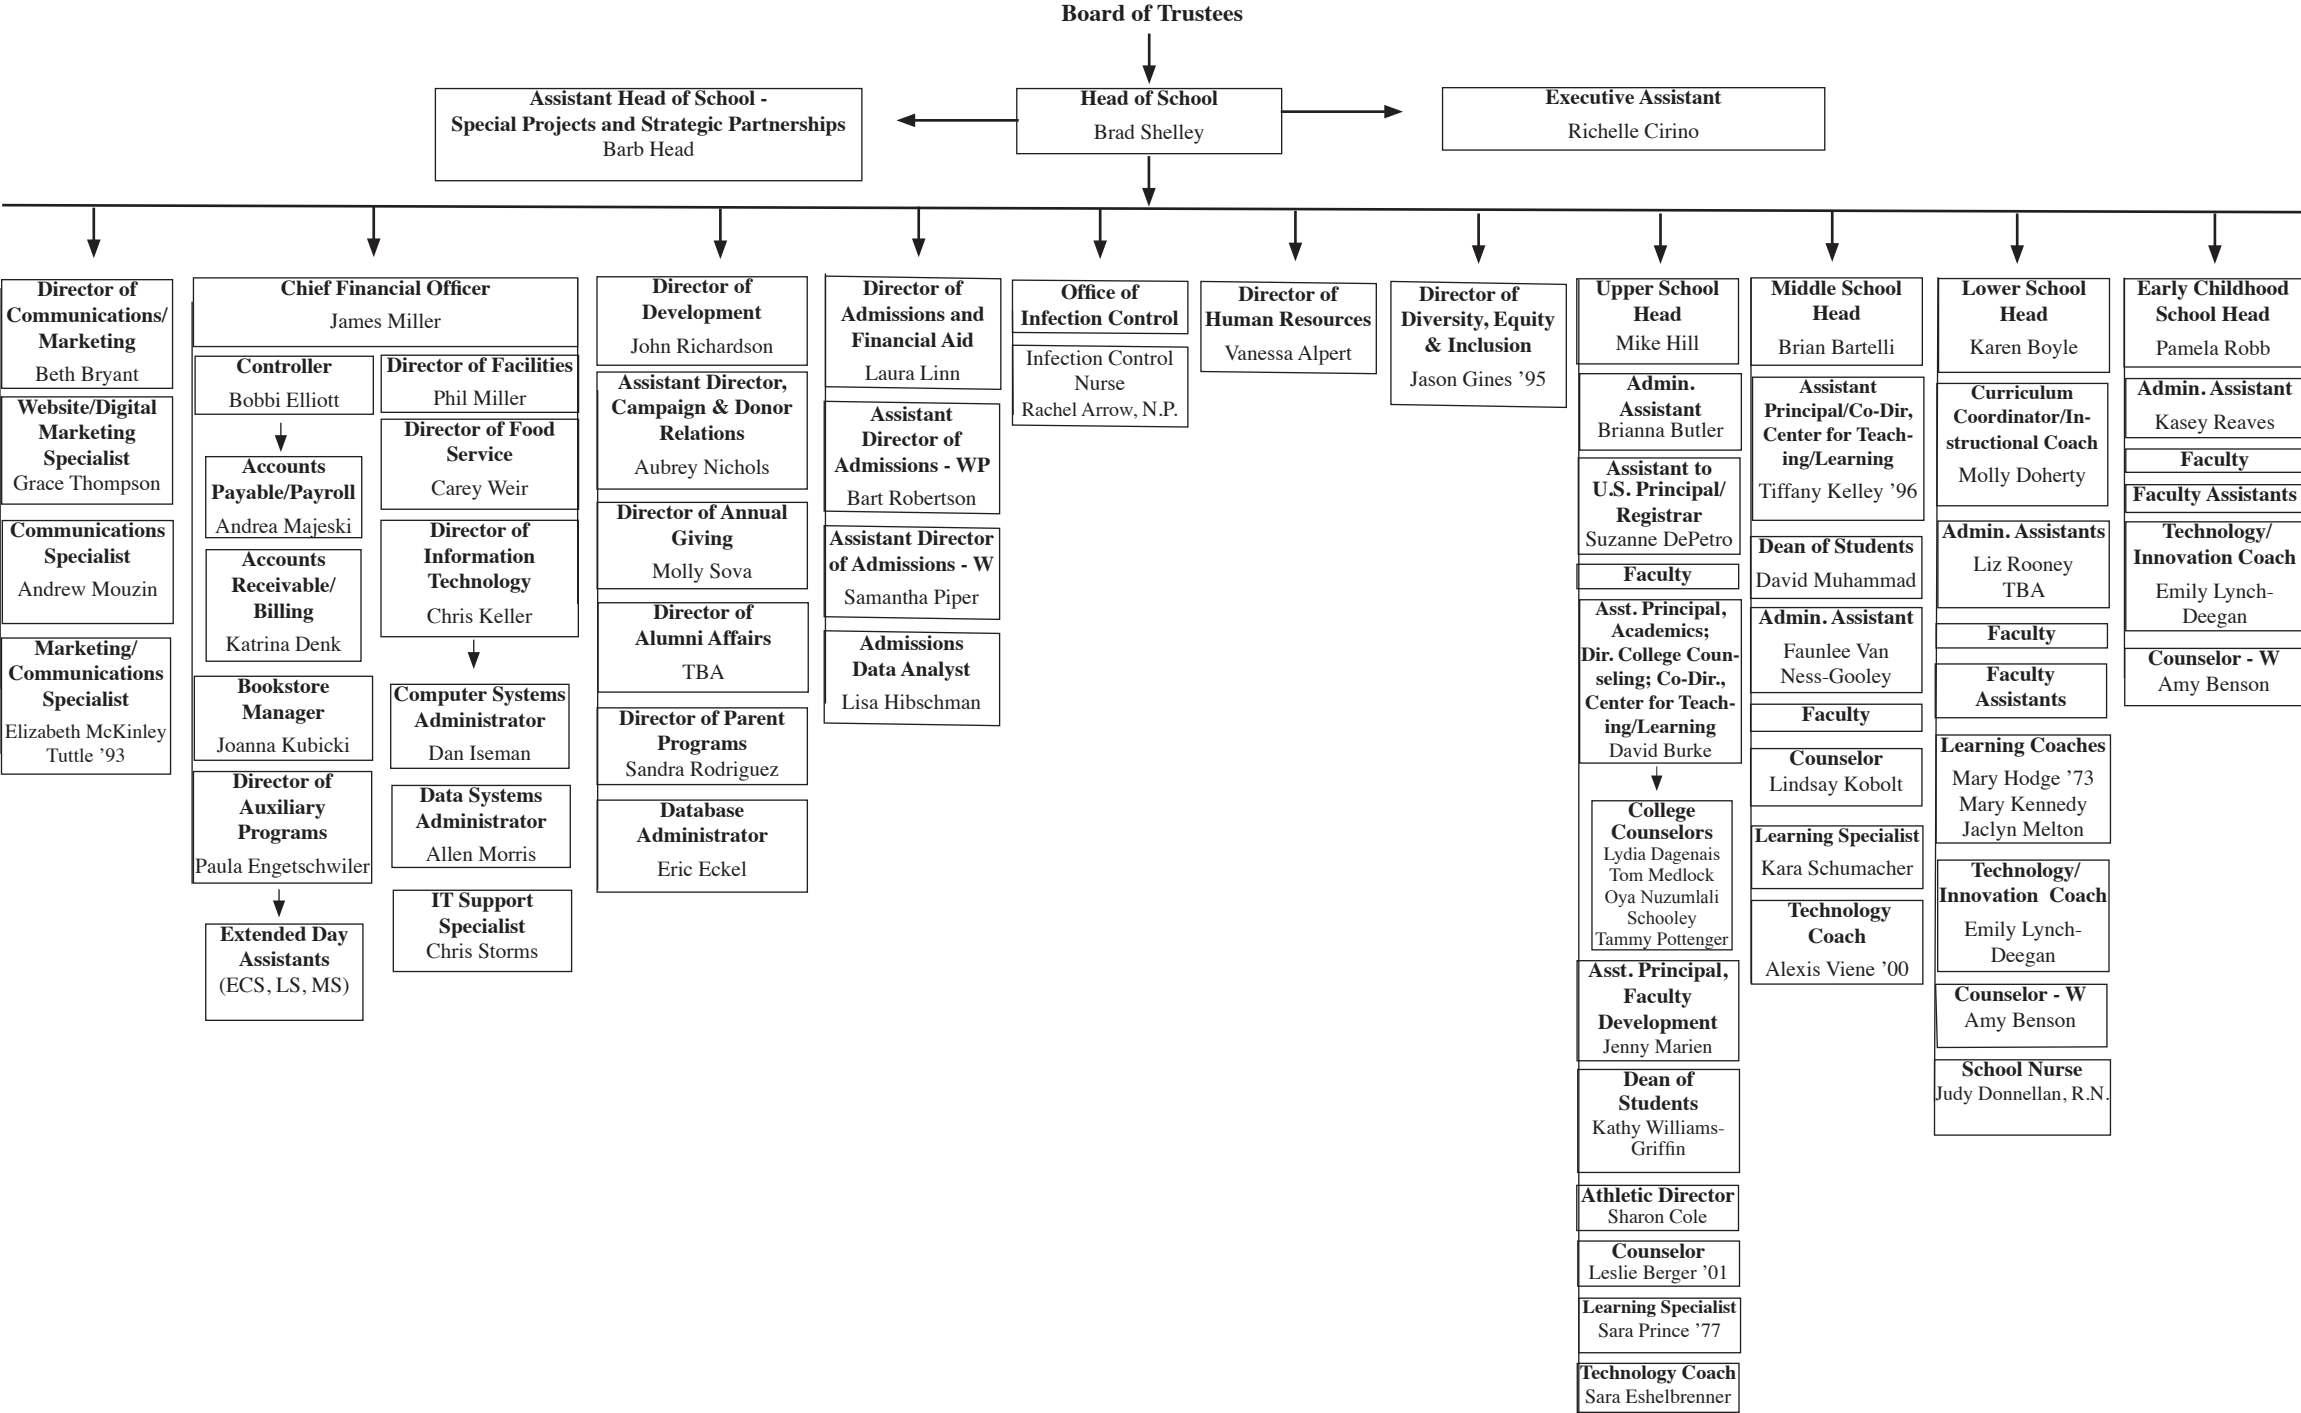 Board of Trustees
Assistant Head of School -
Special Projects and Strategic Partnerships
Barb Head
Head of School
Brad Shelley
Executive Assistant
Richelle Cirino
Director of
Communications/
Marketing
Beth Bryant
Website/Digital
Marketing
Specialist
Grace Thompson
Communications
Specialist
Andrew Mouzin
Marketing/
Communications
Specialist
Elizabeth McKinley
Tuttle ’93
Chief Financial Officer
James Miller
Controller
Bobbi Elliott
Accounts
Payable/Payroll
Andrea Majeski
Accounts
Receivable/
Billing
Katrina Denk
Bookstore
Manager
Joanna Kubicki
Director of
Auxiliary
Programs
Paula Engetschwiler
Extended Day
Assistants
(ECS, LS, MS)
Director of Facilities
Phil Miller
Director of Food
Service
Carey Weir
Director of
Information
Technology
Chris Keller
Computer Systems
Administrator
Dan Iseman
Data Systems
Administrator
Allen Morris
IT Support
Specialist
Chris Storms
Director of
Development
John Richardson
Assistant Director,
Campaign & Donor
Relations
Aubrey Nichols
Director of Annual
Giving
Molly Sova
Director of
Alumni Affairs
TBA
Director of Parent
Programs
Sandra Rodriguez
Database
Administrator
Eric Eckel
Director of
Admissions and
Financial Aid
Laura Linn
Assistant
Director of
Admissions - WP
Bart Robertson
Assistant Director
of Admissions - W
Samantha Piper
Admissions
Data Analyst
Lisa Hibschman
Office of
Infection Control
Infection Control
Nurse
Rachel Arrow, N.P.
Director of
Human Resources
Vanessa Alpert
Director of
Diversity, Equity
& Inclusion
Jason Gines ’95
Upper School
Head
Mike Hill
Admin.
Assistant
Brianna Butler
Assistant to
U.S. Principal/
Registrar
Suzanne DePetro
Faculty
Asst. Principal,
Academics;
Dir. College Coun-
seling; Co-Dir.,
Center for Teach-
ing/Learning
David Burke
College
Counselors
Lydia Dagenais
Tom Medlock
Oya Nuzumlali
Schooley
Tammy Pottenger
Asst. Principal,
Faculty
Development
Jenny Marien
Dean of
Students
Kathy Williams-
Griffin
Athletic Director
Sharon Cole
Counselor
Leslie Berger ’01
Learning Specialist
Sara Prince ’77
Technology Coach
Sara Eshelbrenner
Middle School
Head
Brian Bartelli
Assistant
Principal/Co-Dir,
Center for Teach-
ing/Learning
Tiffany Kelley ’96
Dean of Students
David Muhammad
Admin. Assistant
Faunlee Van
Ness-Gooley
Faculty
Counselor
Lindsay Kobolt
Learning Specialist
Kara Schumacher
Technology
Coach
Alexis Viene ’00
Lower School
Head
Karen Boyle
Curriculum
Coordinator/In-
structional Coach
Molly Doherty
Admin. Assistants
Liz Rooney
TBA
Faculty
Faculty
Assistants
Learning Coaches
Mary Hodge ’73
Mary Kennedy
Jaclyn Melton
Technology/
Innovation Coach
Emily Lynch-
Deegan
Counselor - W
Amy Benson
School Nurse
Judy Donnellan, R.N.
Early Childhood
School Head
Pamela Robb
Admin. Assistant
Kasey Reaves
Faculty
Faculty Assistants
Technology/
Innovation Coach
Emily Lynch-
Deegan
Counselor - W
Amy Benson